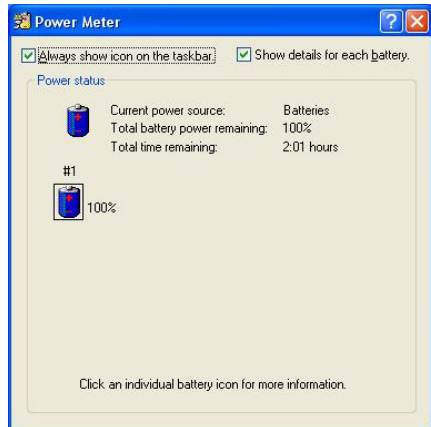 Power Meter
Always show icon on the taskbar.
Show details for each battery.
Power status
Current power source: Batteries
Total battery power remaining: 100%
Total time remaining: 2:01 hours
#1
100%
Click an individual battery icon for more information.